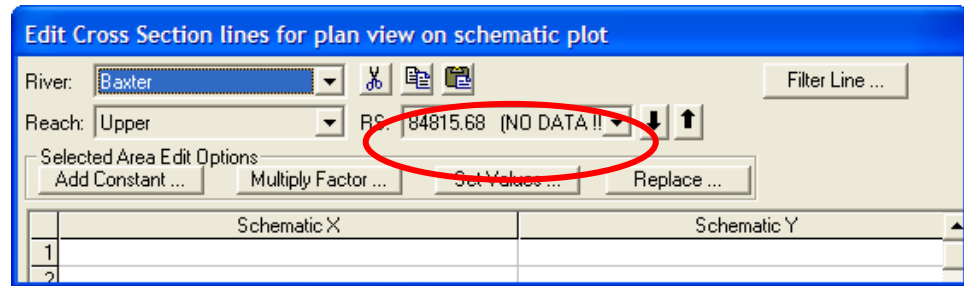 Edit Cross Section lines for plan view on schematic plot
River: Baxter Filter Line ...
Reach: Upper RS: 84815.68 (NO DATA !!
Selected Area Edit Options
Add Constant ... Multiply Factor ... Set Values ... Replace ...
Schematic X Schematic Y
1
2